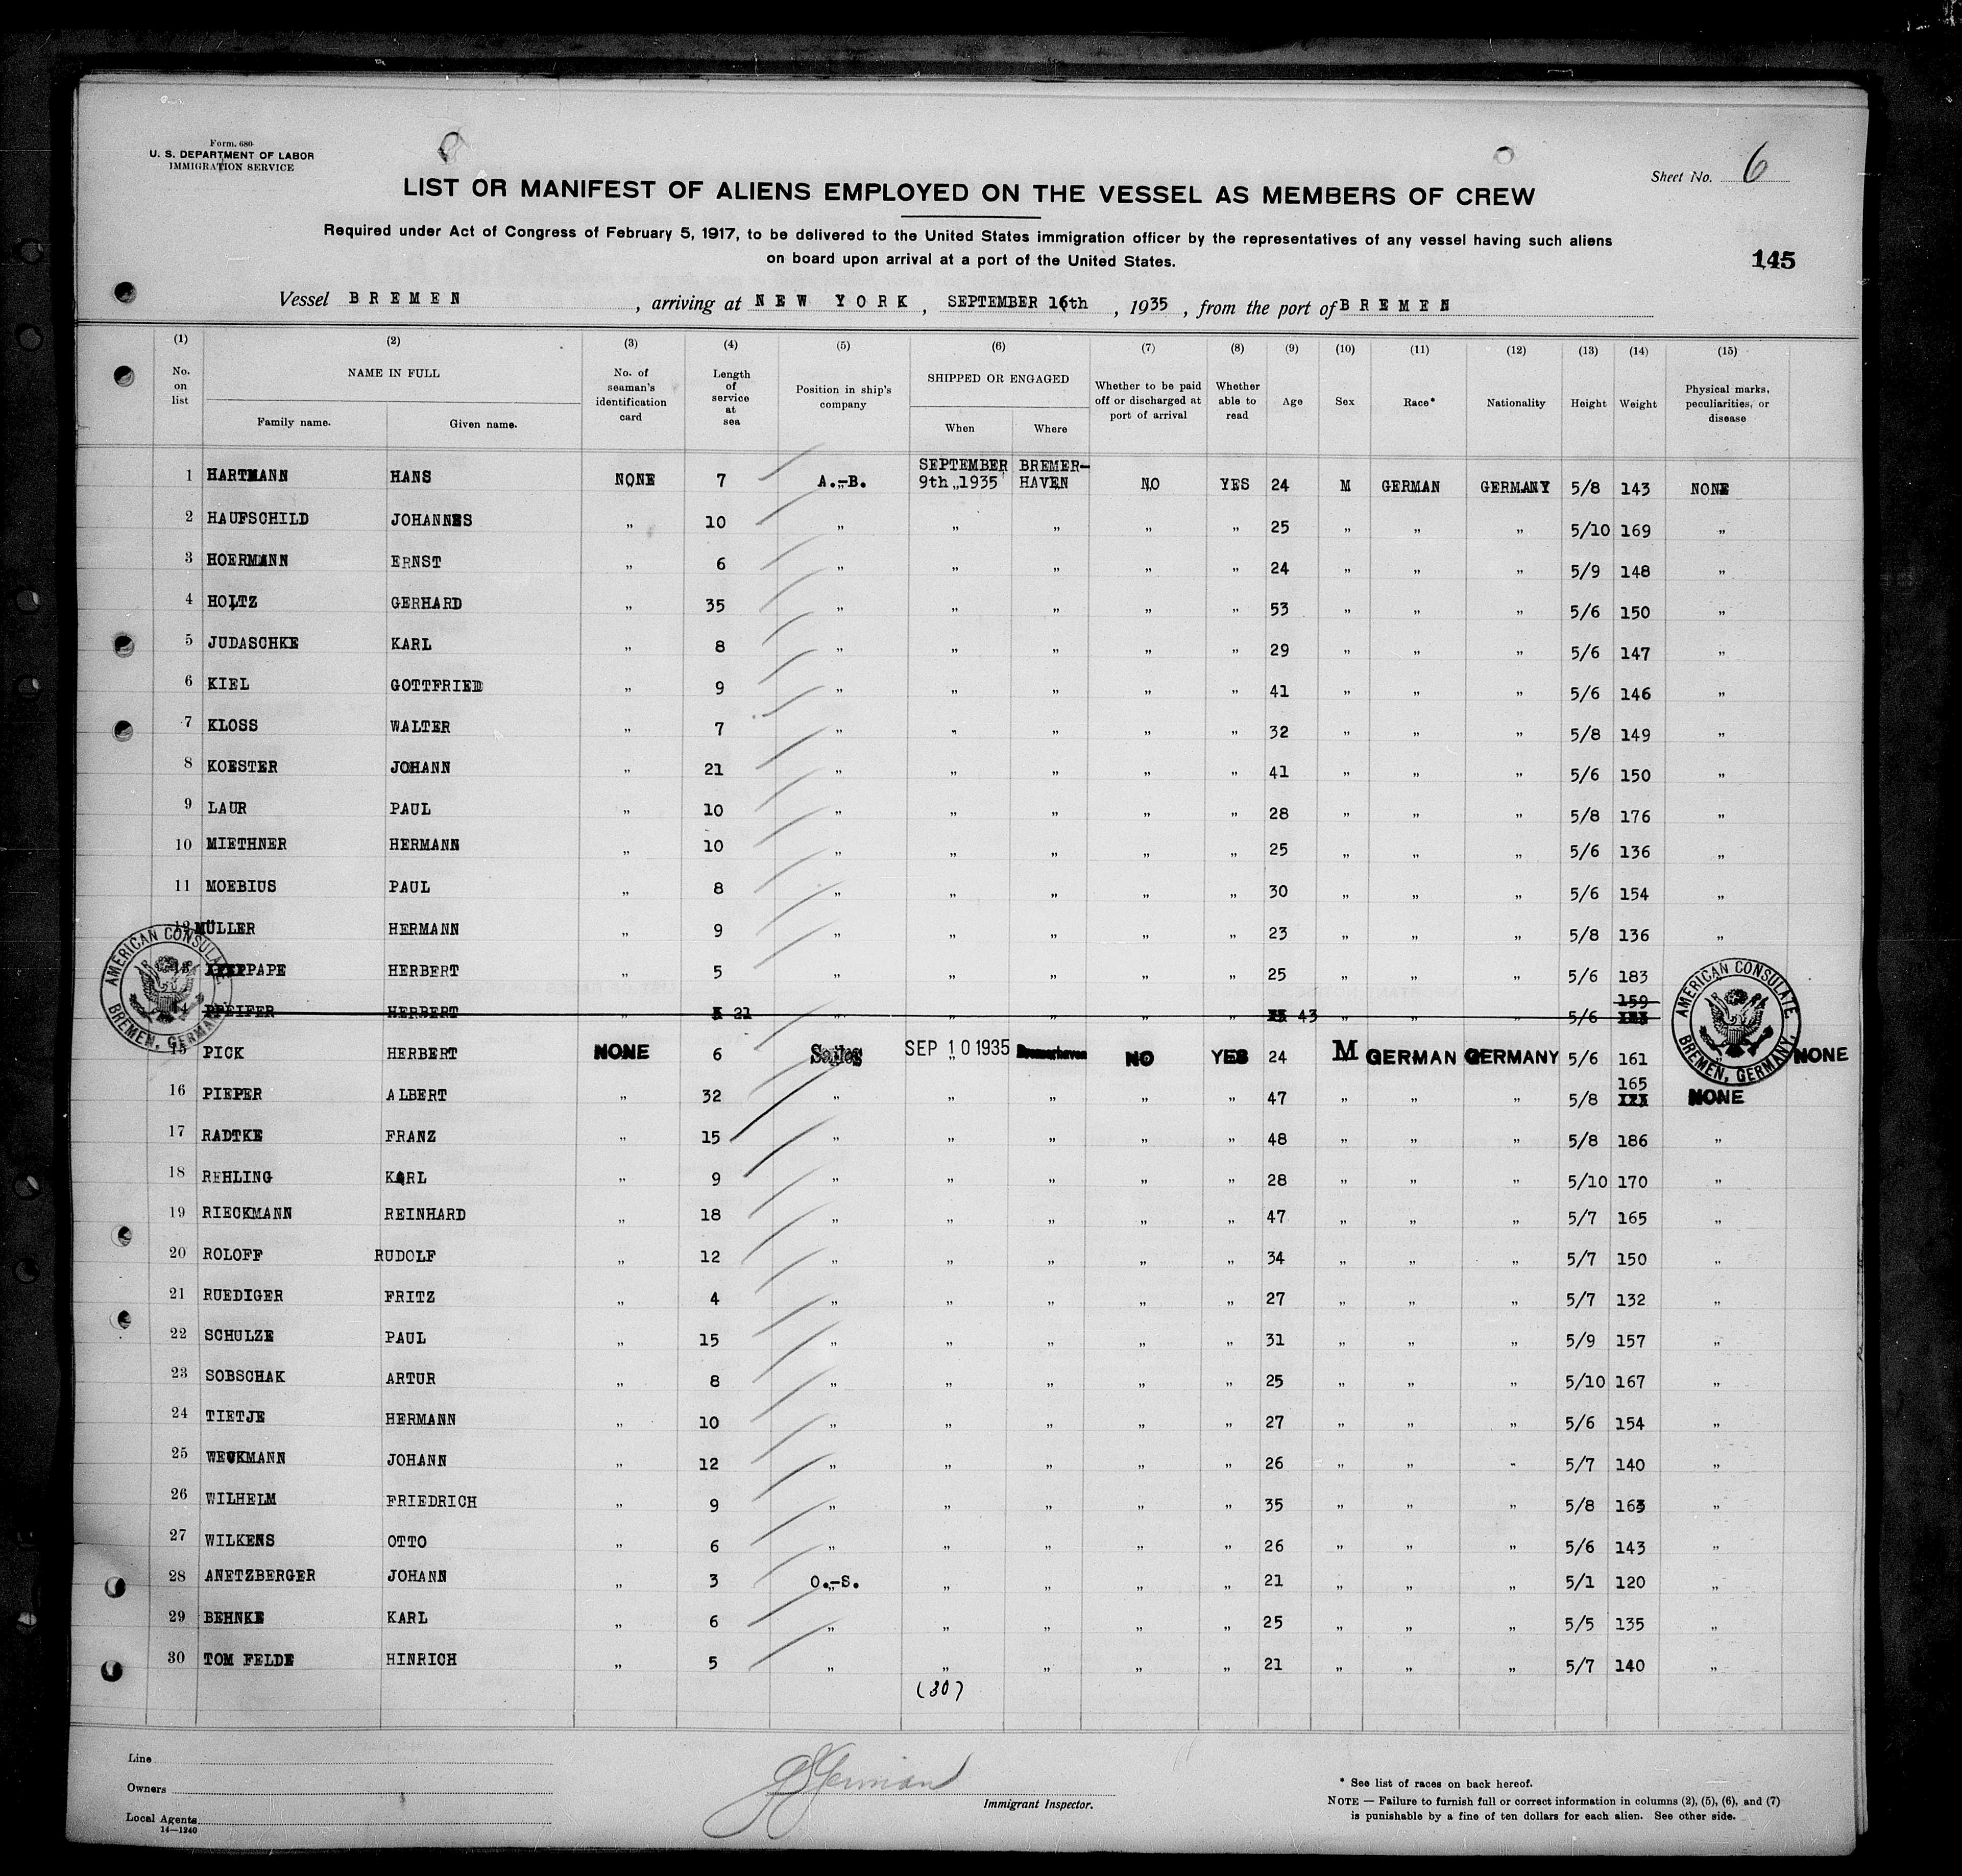 Form. 680
U. S. DEPARTMENT OF LABOR
IMMIGRATION SERVICE
Sheet No. 6
LIST OR MANIFEST OF ALIENS EMPLOYED ON THE VESSEL AS MEMBERS OF CREW
Required under Act of Congress of February 5, 1917, to be delivered to the United States immigration officer by the representatives of any vessel having such aliens
on board upon arrival at a port of the United States.
145
Vessel BREMEN, arriving at NEW YORK, SEPTEMBER 16th, 1935, from the port of BREMEN
(1) (2) (3) (4) (5) (6) (7) (8) (9) (10) (11) (12) (13) (14) (15)
No. on list NAME IN FULL Family name. Given name. No. of seaman's identification card Length of service at sea Position in ship's company SHIPPED OR ENGAGED When Where Whether to be paid off or discharged at port of arrival Whether able to read Age Sex Race* Nationality Height Weight Physical marks, peculiarities, or disease
1 HARTMANN HANS NONE 7 A.-B. SEPTEMBER 9th,,1935 BREMER-HAVEN NO YES 24 M GERMAN GERMANY 5/8 143 NONE
2 HAUFSCHILD JOHANNES „ 10 „ „ „ „ „ 25 „ „ „ 5/10 169 „
3 HOERMANN ERNST „ 6 „ „ „ „ „ 24 „ „ „ 5/9 148 „
4 HOLTZ GERHARD „ 35 „ „ „ „ „ 53 „ „ „ 5/6 150 „
5 JUDASCHKE KARL „ 8 „ „ „ „ „ 29 „ „ „ 5/6 147 „
6 KIEL GOTTFRIED „ 9 „ „ „ „ „ 41 „ „ „ 5/6 146 „
7 KLOSS WALTER „ 7 „ „ „ „ „ 32 „ „ „ 5/8 149 „
8 KOESTER JOHANN „ 21 „ „ „ „ „ 41 „ „ „ 5/6 150 „
9 LAUR PAUL „ 10 „ „ „ „ „ 28 „ „ „ 5/8 176 „
10 MIETHNER HERMANN „ 10 „ „ „ „ „ 25 „ „ „ 5/6 136 „
11 MOEBIUS PAUL „ 8 „ „ „ „ „ 30 „ „ „ 5/6 154 „
12 MÜLLER HERMANN „ 9 „ „ „ „ „ 23 „ „ „ 5/8 136 „
13 PAPE HERBERT „ 5 „ „ „ „ „ 25 „ „ „ 5/6 183
14 PFEIFER HERBERT „ 21 „ „ „ „ „ 43 „ „ „ 5/6 159
15 PICK HERBERT NONE 6 SEP 10 1935 Bremerhaven NO YES 24 M GERMAN GERMANY 5/6 161 NONE
16 PIEPER ALBERT „ 32 „ „ „ „ „ 47 „ „ „ 5/8 165 NONE
17 RADTKE FRANZ „ 15 „ „ „ „ „ 48 „ „ „ 5/8 186 „
18 REHLING KARL „ 9 „ „ „ „ „ 28 „ „ „ 5/10 170 „
19 RIECKMANN REINHARD „ 18 „ „ „ „ „ 47 „ „ „ 5/7 165 „
20 ROLOFF RUDOLF „ 12 „ „ „ „ „ 34 „ „ „ 5/7 150 „
21 RUEDIGER FRITZ „ 4 „ „ „ „ „ 27 „ „ „ 5/7 132 „
22 SCHULZE PAUL „ 15 „ „ „ „ „ 31 „ „ „ 5/9 157 „
23 SOBSCHAK ARTUR „ 8 „ „ „ „ „ 25 „ „ „ 5/10 167 „
24 TIETJE HERMANN „ 10 „ „ „ „ „ 27 „ „ „ 5/6 154 „
25 WECKMANN JOHANN „ 12 „ „ „ „ „ 26 „ „ „ 5/7 140 „
26 WILHELM FRIEDRICH „ 9 „ „ „ „ „ 35 „ „ „ 5/8 163 „
27 WILKENS OTTO „ 6 „ „ „ „ „ 26 „ „ „ 5/6 143 „
28 ANETZBERGER JOHANN „ 3 O.-S. „ „ „ „ 21 „ „ „ 5/1 120 „
29 BEHNKE KARL „ 6 „ „ „ „ „ 25 „ „ „ 5/5 135 „
30 TOM FELDE HINRICH „ 5 „ „ „ „ „ 21 „ „ „ 5/7 140 „
(30)
AMERICAN CONSULATE BREMEN, GERMANY
AMERICAN CONSULATE BREMEN, GERMANY.
Line
Owners
Local Agents
14—1240
Immigrant Inspector.
* See list of races on back hereof.
NOTE — Failure to furnish full or correct information in columns (2), (5), (6), and (7)
is punishable by a fine of ten dollars for each alien. See other side.